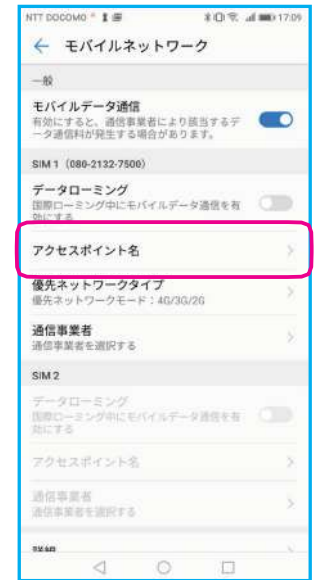 NTT DOCOMO
17:09
モバイルネットワーク
一般
モバイルデータ通信
有効にすると、通信事業者により該当するデ
ータ通信料が発生する場合があります。
SIM 1（080-2132-7500）
データローミング
国際ローミング中にモバイルデータ通信を有
効にする
アクセスポイント名
優先ネットワークタイプ
優先ネットワークモード：4G/3G/2G
通信事業者
通信事業者を選択する
SIM 2
データローミング
国際ローミング中にモバイルデータ通信を有
効にする
アクセスポイント名
通信事業者
通信事業者を選択する
詳細